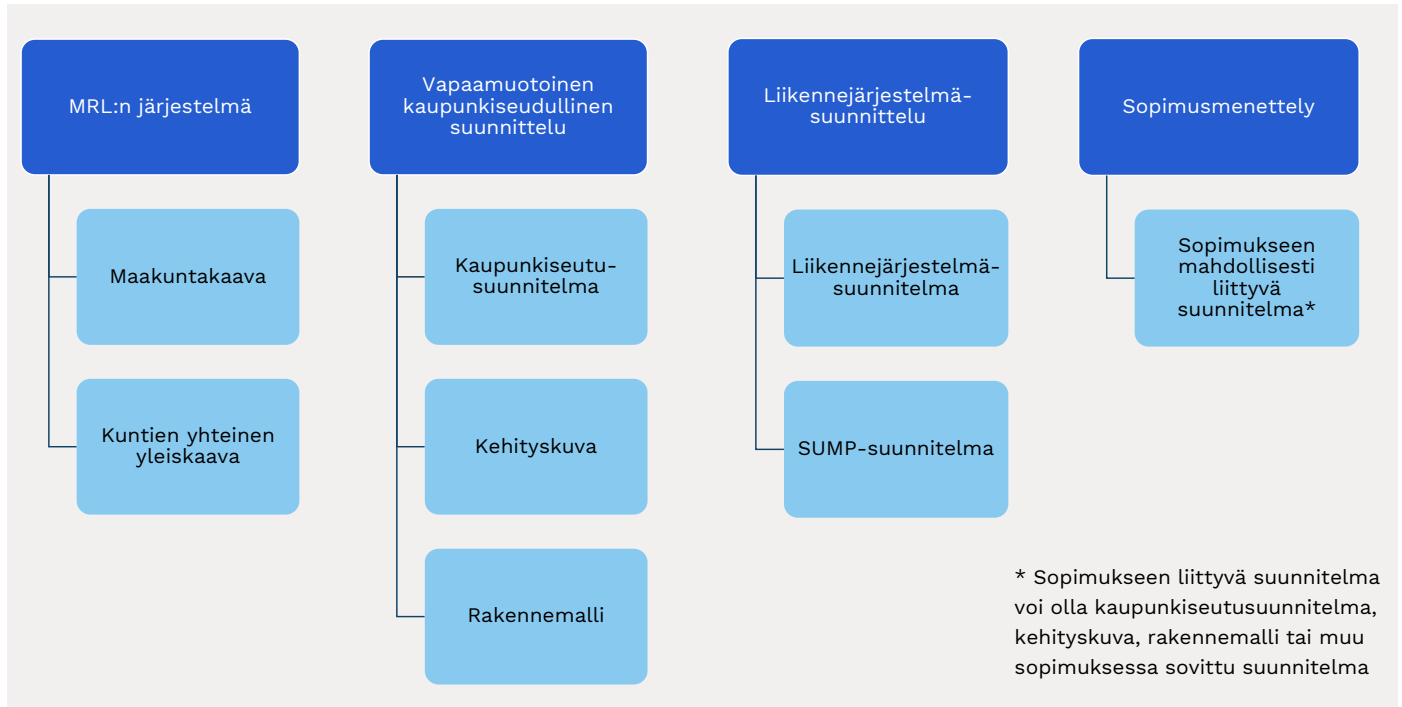 MRL:n järjestelmä
Maakuntakaava
Kuntien yhteinen
yleiskaava
Vapaamuotoinen
kaupunkiseudullinen
suunnittelu
Kaupunkiseutu-
suunnitelma
Kehityskuva
Rakennemalli
Liikennejärjestelmä-
suunnittelu
Liikennejärjestelmä-
suunnitelma
SUMP-suunnitelma
Sopimusmenettely
Sopimukseen
mahdollisesti
liittyvä
suunnitelma*
* Sopimukseen liittyvä suunnitelma
voi olla kaupunkiseutusuunnitelma,
kehityskuva, rakennemalli tai muu
sopimuksessa sovittu suunnitelma